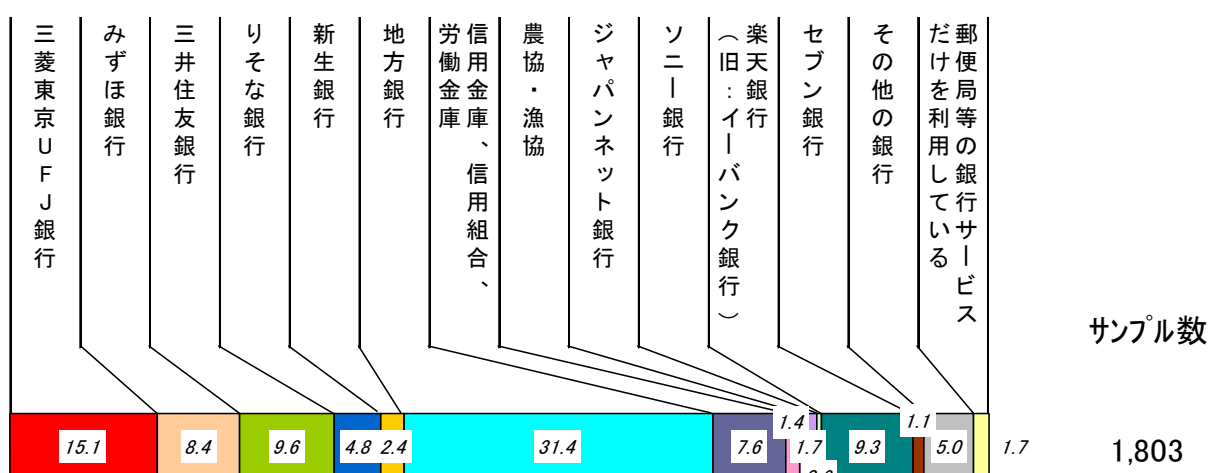 三菱東京UFJ銀行
みずほ銀行
三井住友銀行
りそな銀行
新生銀行
地方銀行
信用金庫、信用組合、
労働金庫
農協・漁協
ジャパンネット銀行
ソニー銀行
楽天銀行
(旧:イーバンク銀行)
セブン銀行
その他の銀行
郵便局等の銀行サービス
だけを利用している
サンプル数
15.1 8.4 9.6 4.8 2.4 31.4 7.6 1.4 1.7 9.3 1.1 5.0 1.7 1,803